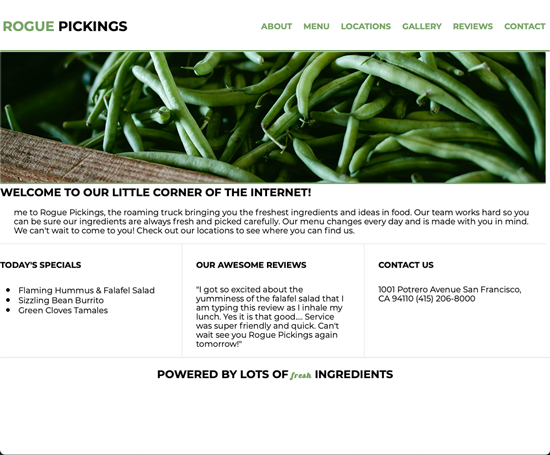 ROGUE PICKINGS
ABOUT MENU LOCATIONS GALLERY REVIEWS CONTACT
WELCOME TO OUR LITTLE CORNER OF THE INTERNET!
me to Rogue Pickings, the roaming truck bringing you the freshest ingredients and ideas in food. Our team works hard so you
can be sure our ingredients are always fresh and picked carefully. Our menu changes every day and is made with you in mind.
We can't wait to come to you! Check out our locations to see where you can find us.
TODAY'S SPECIALS
Flaming Hummus & Falafel Salad
Sizzling Bean Burrito
Green Cloves Tamales
OUR AWESOME REVIEWS
"I got so excited about the
yumminess of the falafel salad that I
am typing this review as I inhale my
lunch. Yes it is that good.... Service
was super friendly and quick. Can't
wait see you Rogue Pickings again
tomorrow!"
CONTACT US
1001 Potrero Avenue San Francisco,
CA 94110 (415) 206-8000
POWERED BY LOTS OF fresh INGREDIENTS